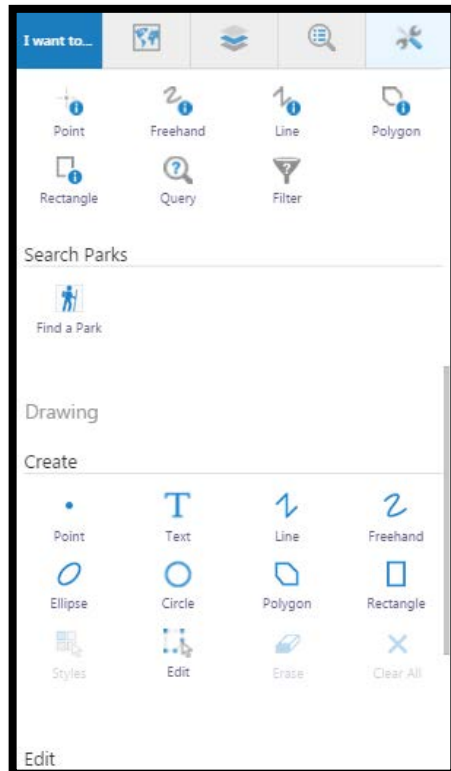 I want to...
Point Freehand Line Polygon
Rectangle Query Filter
Search Parks
Find a Park
Drawing
Create
Point Text Line Freehand
Ellipse Circle Polygon Rectangle
Styles Edit Erase Clear All
Edit